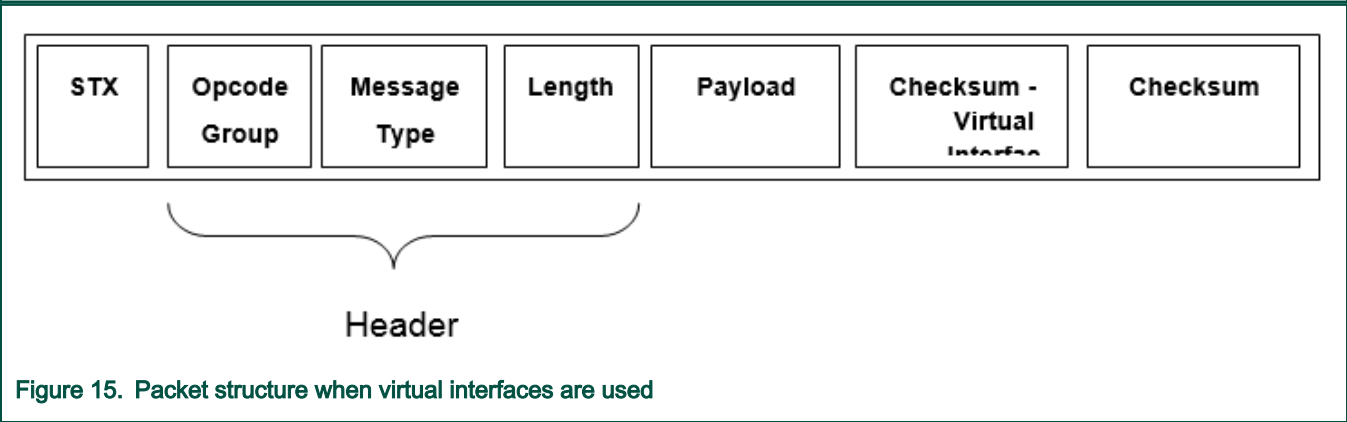 STX
Opcode
Group
Message
Type
Length
Payload
Checksum -
Virtual
Interfac
Checksum
Header
Figure 15. Packet structure when virtual interfaces are used